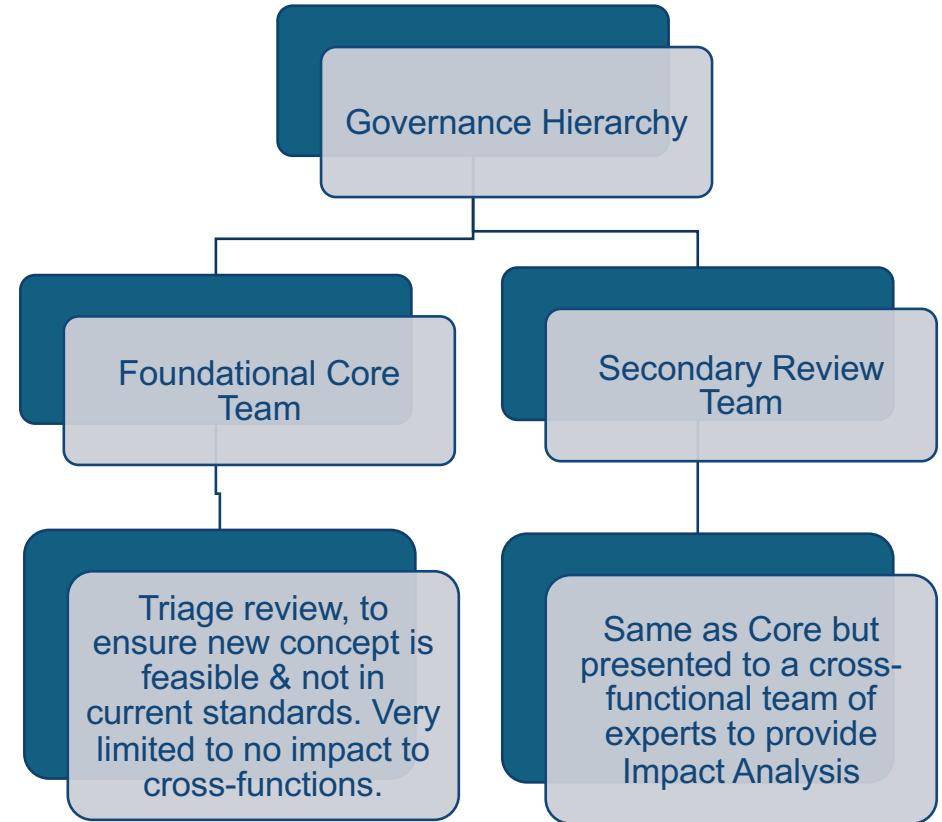 Governance Hierarchy
Foundational Core
Team
Secondary Review
Team
Triage review, to
ensure new concept is
feasible & not in
current standards. Very
limited to no impact to
cross-functions.
Same as Core but
presented to a cross-
functional team of
experts to provide
Impact Analysis